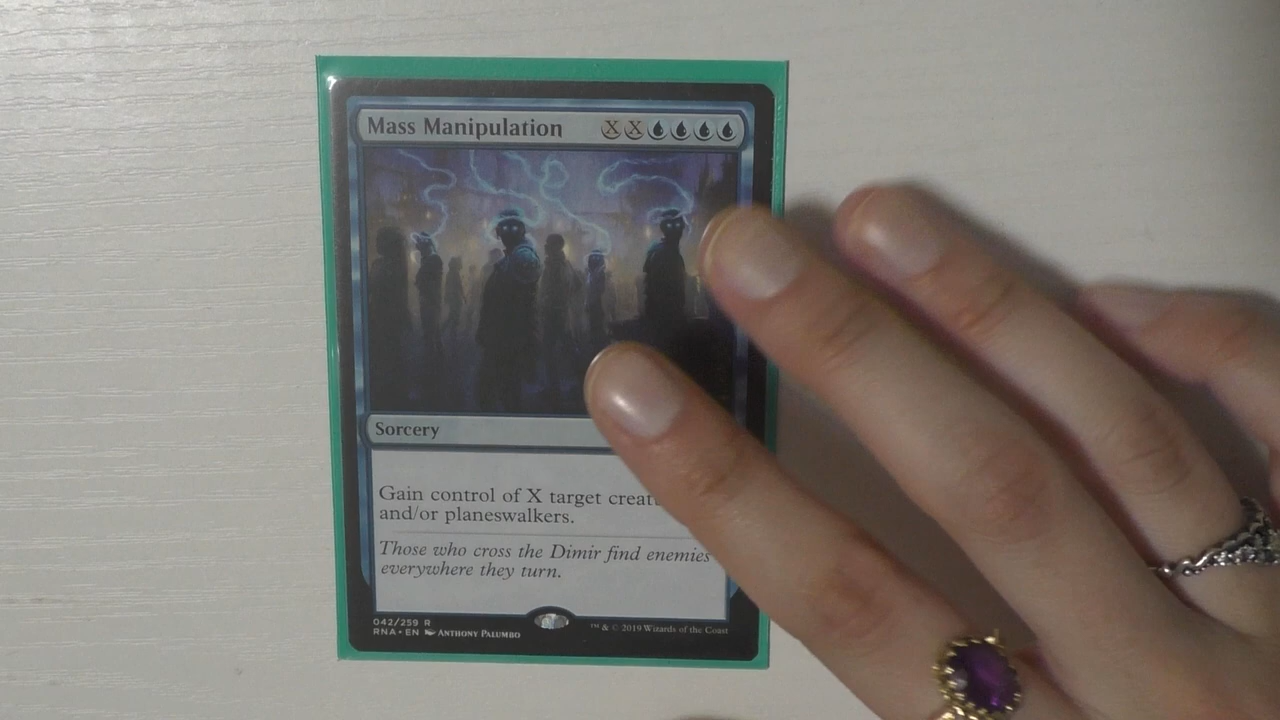 Mass Manipulation XX
Sorcery
Gain control of X target creat
and/or planeswalkers.
Those who cross the Dimir find enemies
everywhere they turn.
042/259 R
RNA • EN Anthony Palumbo
™ & © 2019 Wizards of the Coast